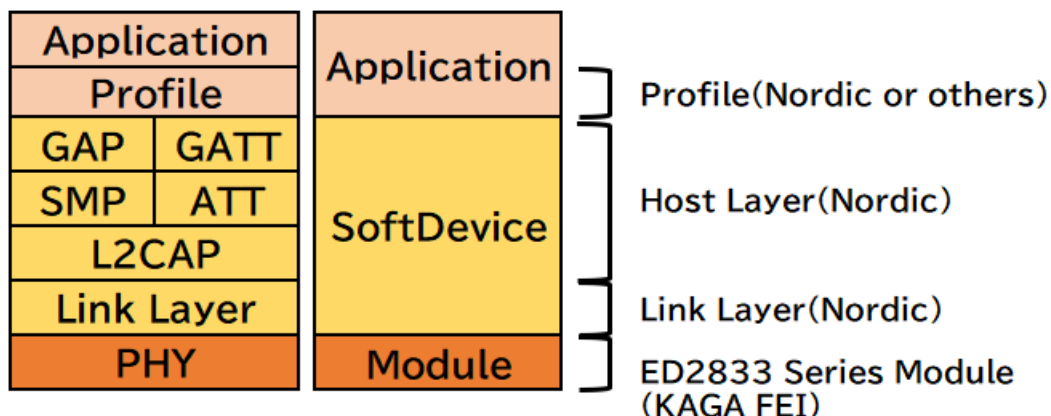 Application
Profile
GAP GATT
SMP ATT
L2CAP
Link Layer
PHY
Application
SoftDevice
Module
Profile(Nordic or others)
Host Layer(Nordic)
Link Layer(Nordic)
ED2833 Series Module
(KAGA FEI)